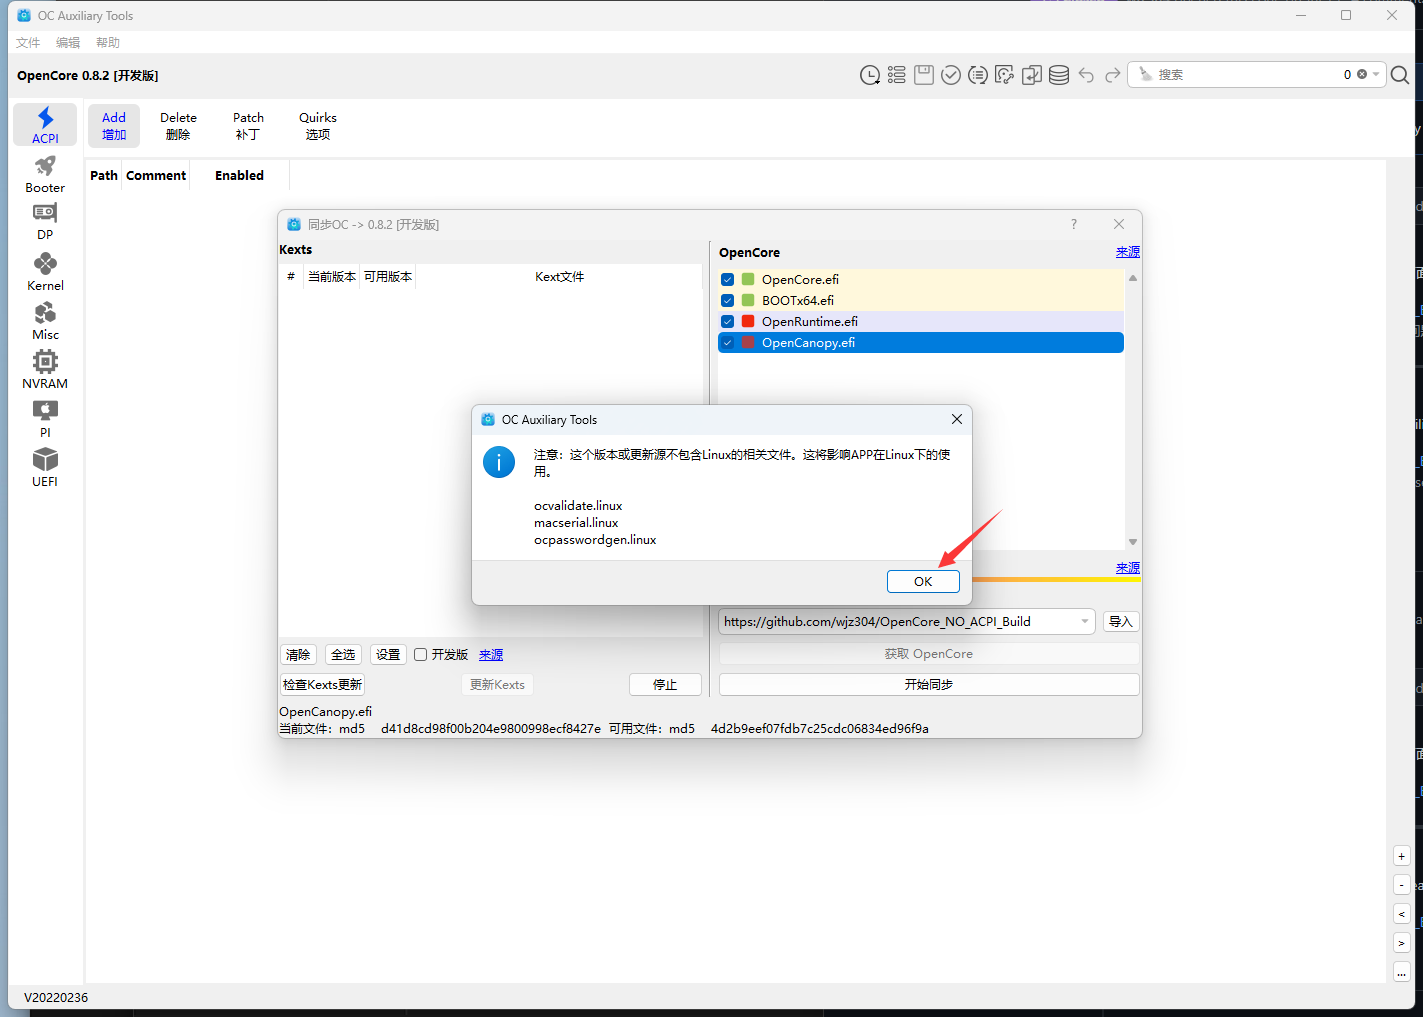 OC Auxiliary Tools
文件 编辑 帮助
OpenCore 0.8.2 [开发版]
搜索 0
ACPI
Booter
DP
Kernel
Misc
NVRAM
PI
UEFI
Add
增加
Delete
删除
Patch
补丁
Quirks
选项
Path Comment Enabled
同步OC -> 0.8.2 [开发版] ?
Kexts
# 当前版本 可用版本 Kext文件
OpenCore 来源
OpenCore.efi
BOOTx64.efi
OpenRuntime.efi
OpenCanopy.efi
OC Auxiliary Tools
注意：这个版本或更新源不包含Linux的相关文件。这将影响APP在Linux下的使
用。
ocvalidate.linux
macserial.linux
ocpasswordgen.linux
OK
来源
https://github.com/wjz304/OpenCore_NO_ACPI_Build 导入
清除 全选 设置 开发版 来源
获取 OpenCore
检查Kexts更新 更新Kexts 停止
开始同步
OpenCanopy.efi
当前文件：md5 d41d8cd98f00b204e9800998ecf8427e 可用文件：md5 4d2b9eef07fdb7c25cdc06834ed96f9a
+
-
<
>
...
V20220236